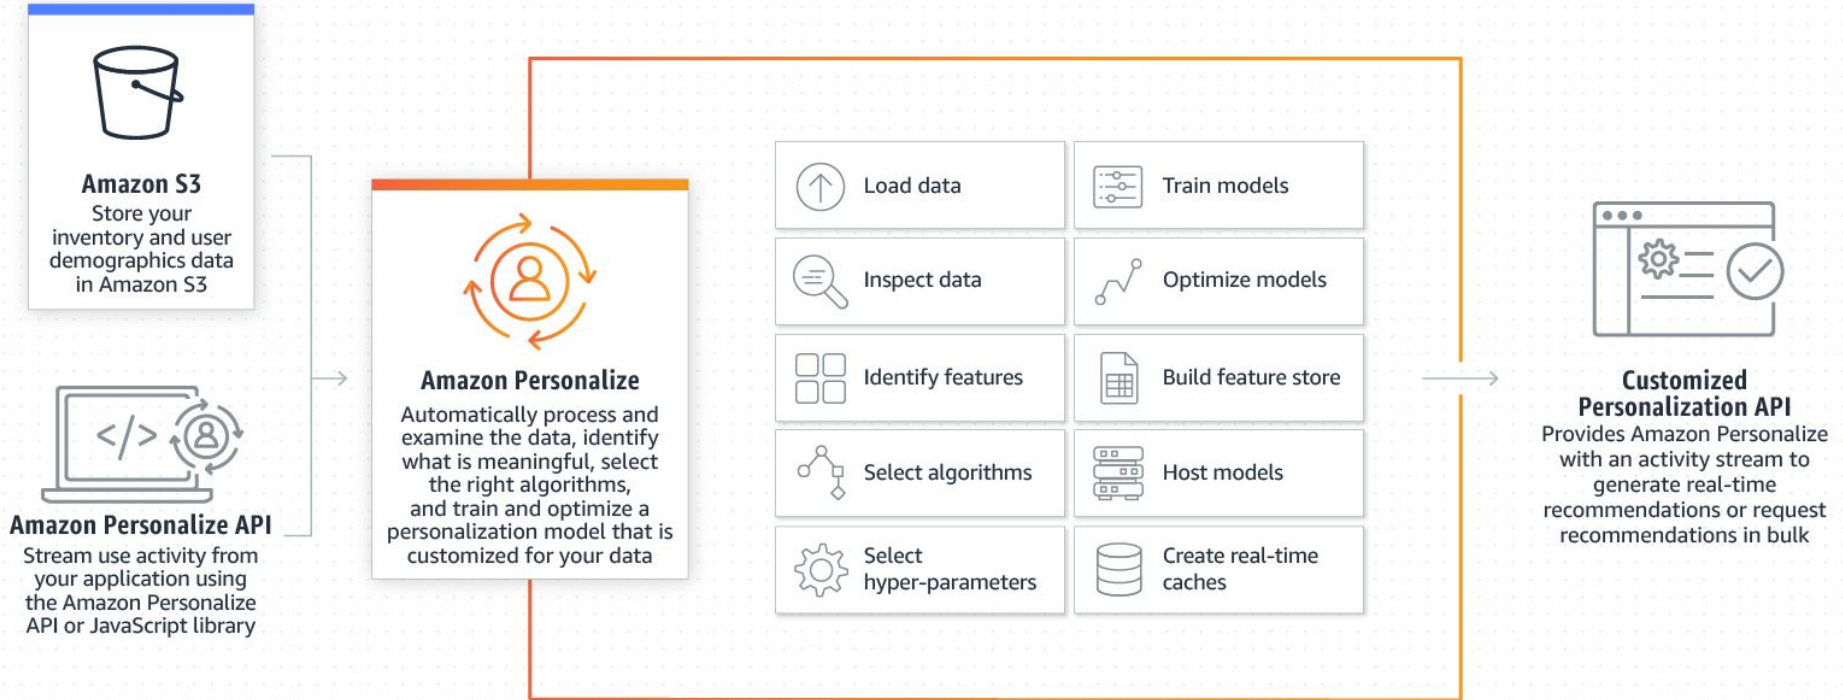 Amazon S3
Store your
inventory and user
demographics data
in Amazon S3
</>
Amazon Personalize API
Stream use activity from
your application using
the Amazon Personalize
API or JavaScript library
Amazon Personalize
Automatically process and
examine the data, identify
what is meaningful, select
the right algorithms,
and train and optimize a
personalization model that is
customized for your data
Load data
Train models
Inspect data
Optimize models
Identify features
Build feature store
Select algorithms
Host models
Select
hyper-parameters
Create real-time
caches
Customized
Personalization API
Provides Amazon Personalize
with an activity stream to
generate real-time
recommendations or request
recommendations in bulk